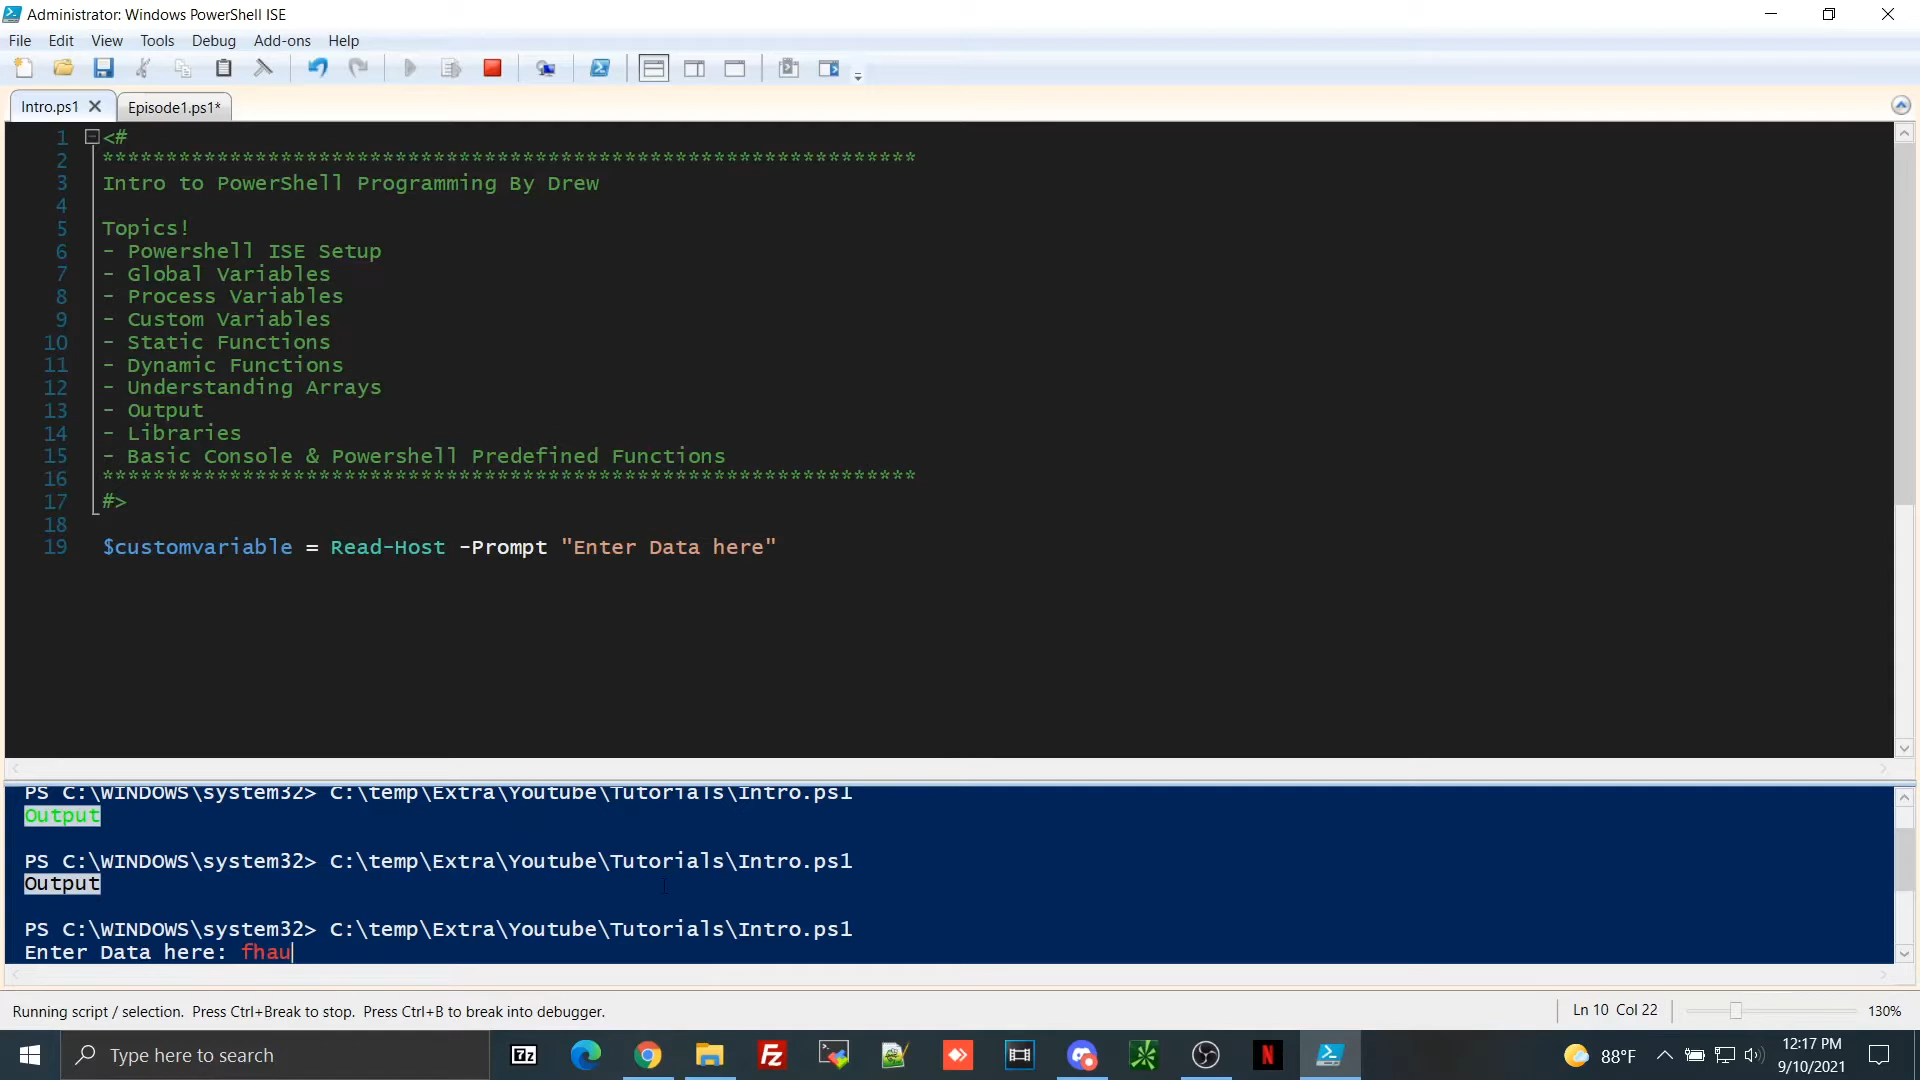 Administrator: Windows PowerShell ISE
File Edit View Tools Debug Add-ons Help
Intro.ps1 Episode1.ps1*
1 <#
2 ****************************************************************
3 Intro to PowerShell Programming By Drew
4
5 Topics!
6 - Powershell ISE Setup
7 - Global Variables
8 - Process Variables
9 - Custom Variables
10 - Static Functions
11 - Dynamic Functions
12 - Understanding Arrays
13 - Output
14 - Libraries
15 - Basic Console & Powershell Predefined Functions
16 ****************************************************************
17 #>
18
19 $customvariable = Read-Host -Prompt "Enter Data here"
PS C:\WINDOWS\system32> C:\temp\Extra\Youtube\Tutorials\Intro.ps1
Output
PS C:\WINDOWS\system32> C:\temp\Extra\Youtube\Tutorials\Intro.ps1
Output
PS C:\WINDOWS\system32> C:\temp\Extra\Youtube\Tutorials\Intro.ps1
Enter Data here: fhau
Running script / selection. Press Ctrl+Break to stop. Press Ctrl+B to break into debugger.
Ln 10 Col 22
130%
Type here to search
7z
FZ
N
88°F
12:17 PM
9/10/2021